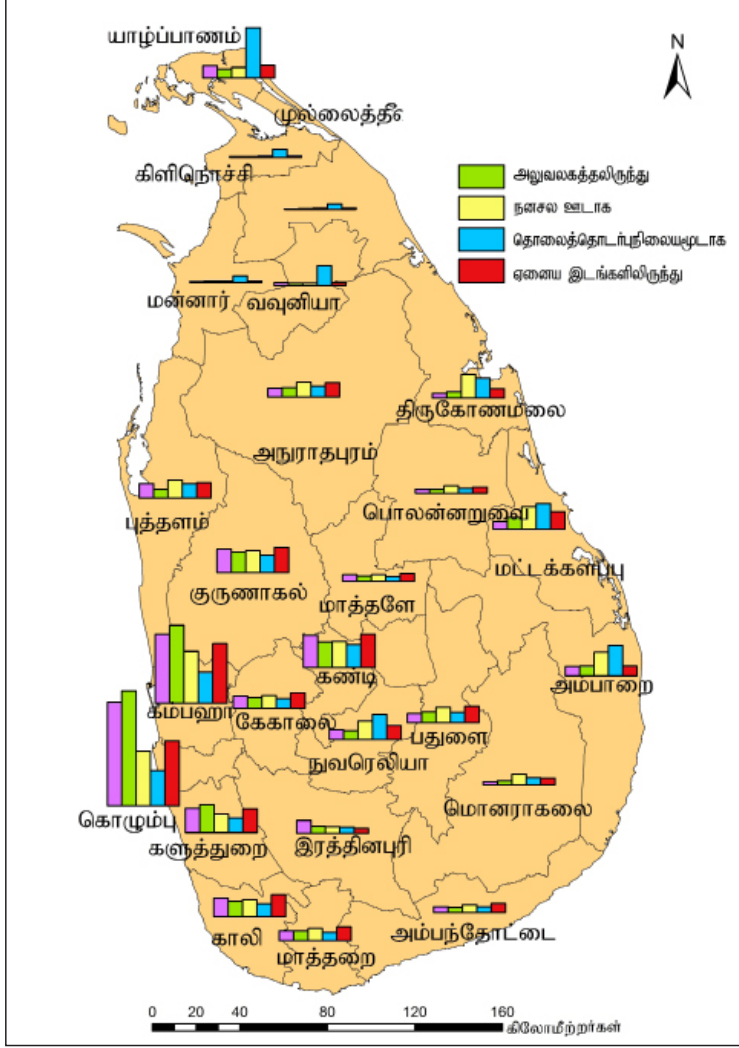 யாழ்ப்பாணம்
N
முல்லைத்தீ
கிளிநொச்சி
அலுவலகத்தலிருந்து
நனசல ஊடாக
தொலைத்தொடர்புநிலையமூடாக
ஏனைய இடங்களிலிருந்து
மன்னார்
வவுனியா
திருகோணமலை
அநுராதபுரம்
புத்தளம்
பொலன்னறுவை
மட்டக்களப்பு
குருணாகல்
மாத்தளே
கண்டி
அம்பாறை
கம்பஹா
கேகாலை
பதுளை
நுவரெலியா
மொனராகலை
கொழும்பு
களுத்துறை
இரத்தினபுரி
காலி
மாத்தறை
அம்பந்தோட்டை
0 20 40 80 120 160
கிலோமீற்றர்கள்